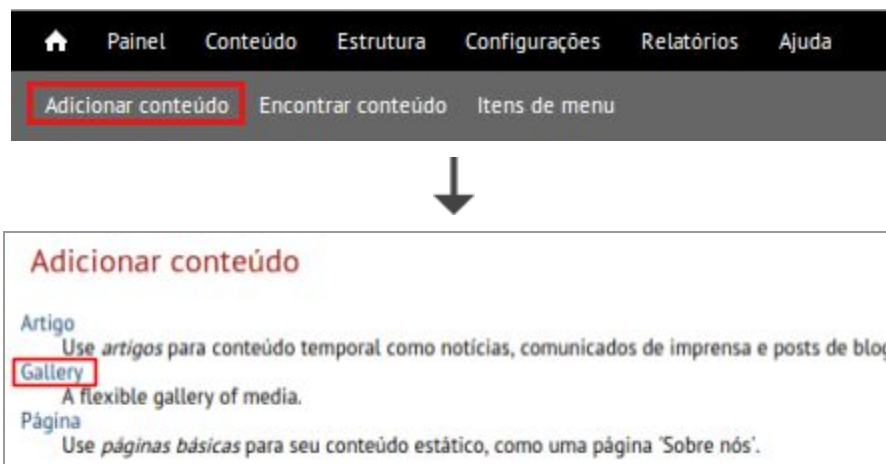 Painel Conteúdo Estrutura Configurações Relatórios Ajuda
Adicionar conteúdo Encontrar conteúdo Itens de menu
Adicionar conteúdo
Artigo
Use artigos para conteúdo temporal como notícias, comunicados de imprensa e posts de blog
Gallery
A flexible gallery of media.
Página
Use páginas básicas para seu conteúdo estático, como uma página 'Sobre nós'.